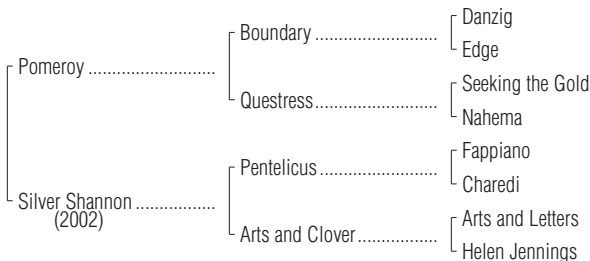 Danzig
Boundary ........................
Edge
Pomeroy .........................
Seeking the Gold
Questress........................
Nahema
Fappiano
Pentelicus.......................
Charedi
Silver Shannon ................
(2002)
Arts and Letters
Arts and Clover................
Helen Jennings